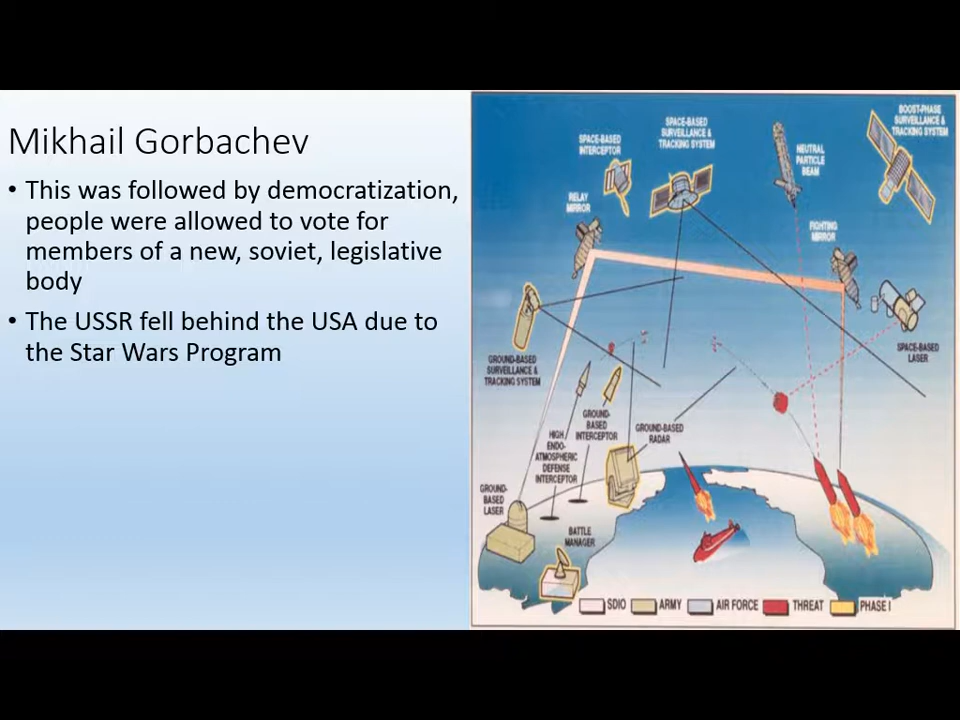 Mikhail Gorbachev
• This was followed by democratization,
people were allowed to vote for
members of a new, soviet, legislative
body
• The USSR fell behind the USA due to
the Star Wars Program
BOOST-PHASE
SURVEILLANCE &
TRACKING SYSTEM
SPACE-BASED
SURVEILLANCE &
TRACKING SYSTEM
SPACE-BASED
INTERCEPTOR
NEUTRAL
PARTICLE
BEAM
RELAY
MIRROR
FIGHTING
MIRROR
SPACE-BASED
LASER
GROUND-BASED
SURVEILLANCE &
TRACKING SYSTEM
GROUND-
BASED
INTERCEPTOR
GROUND-BASED
RADAR
HIGH
ENDO-
ATMOSPHERIC
DEFENSE
INTERCEPTOR
GROUND-
BASED
LASER
BATTLE
MANAGER
SDIO ARMY AIR FORCE THREAT PHASE I